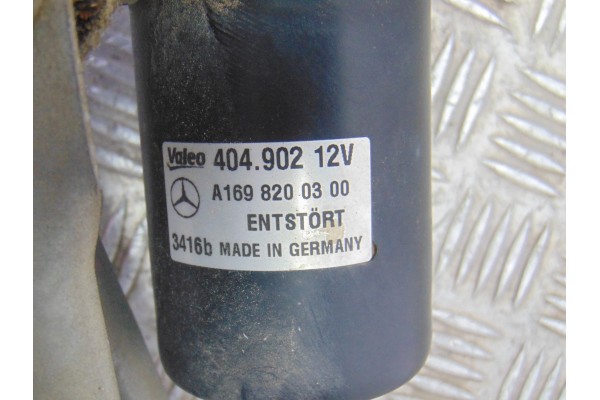 Valeo 404.902 12V
A169 820 03 00
ENTSTÖRT
3416b MADE IN GERMANY